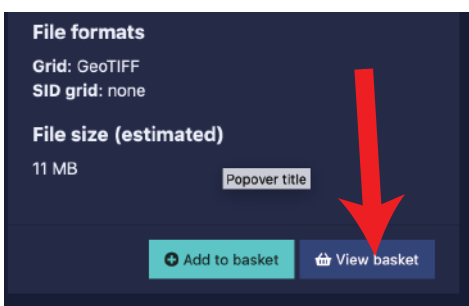 File formats
Grid: GeoTIFF
SID grid: none
File size (estimated)
11 MB
Popover title
Add to basket
View basket